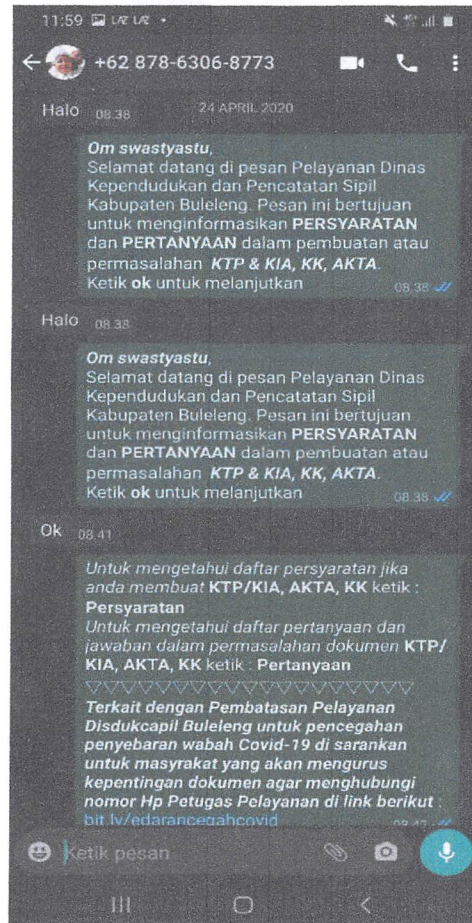 11:59
+62 878-6306-8773
Halo 08.38
24 APRIL 2020
Om swastyastu,
Selamat datang di pesan Pelayanan Dinas
Kependudukan dan Pencatatan Sipil
Kabupaten Buleleng. Pesan ini bertujuan
untuk menginformasikan PERSYARATAN
dan PERTANYAAN dalam pembuatan atau
permasalahan KTP & KIA, KK, AKTA.
Ketik ok untuk melanjutkan 08.38
Halo 08.38
Om swastyastu,
Selamat datang di pesan Pelayanan Dinas
Kependudukan dan Pencatatan Sipil
Kabupaten Buleleng. Pesan ini bertujuan
untuk menginformasikan PERSYARATAN
dan PERTANYAAN dalam pembuatan atau
permasalahan KTP & KIA, KK, AKTA.
Ketik ok untuk melanjutkan 08.38
Ok 08.41
Untuk mengetahui daftar persyaratan jika
anda membuat KTP/KIA, AKTA, KK ketik :
Persyaratan
Untuk mengetahui daftar pertanyaan dan
jawaban dalam permasalahan dokumen KTP/
KIA, AKTA, KK ketik : Pertanyaan
Terkait dengan Pembatasan Pelayanan
Disdukcapil Buleleng untuk pencegahan
penyebaran wabah Covid-19 di sarankan
untuk masyrakat yang akan mengurus
kepentingan dokumen agar menghubungi
nomor Hp Petugas Pelayanan di link berikut :
bit.ly/edarancegahcovid
Ketik pesan